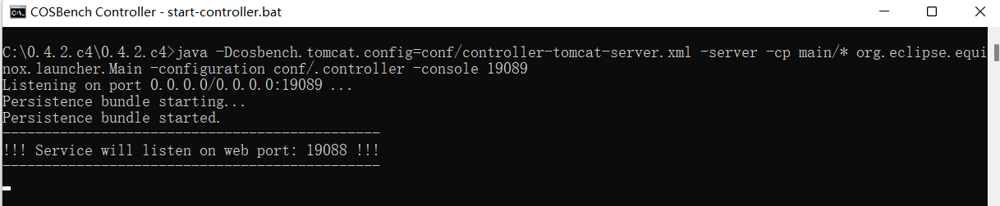 COSBench Controller - start-controller.bat
C:\0.4.2.c4\0.4.2.c4>java -Dcosbench.tomcat.config=conf/controller-tomcat-server.xml -server -cp main/* org.eclipse.equi
nox.launcher.Main -configuration conf/.controller -console 19089
Listening on port 0.0.0.0/0.0.0.0:19089 ...
Persistence bundle starting...
Persistence bundle started.
----------------------------------------------
!!! Service will listen on web port: 19088 !!!
----------------------------------------------